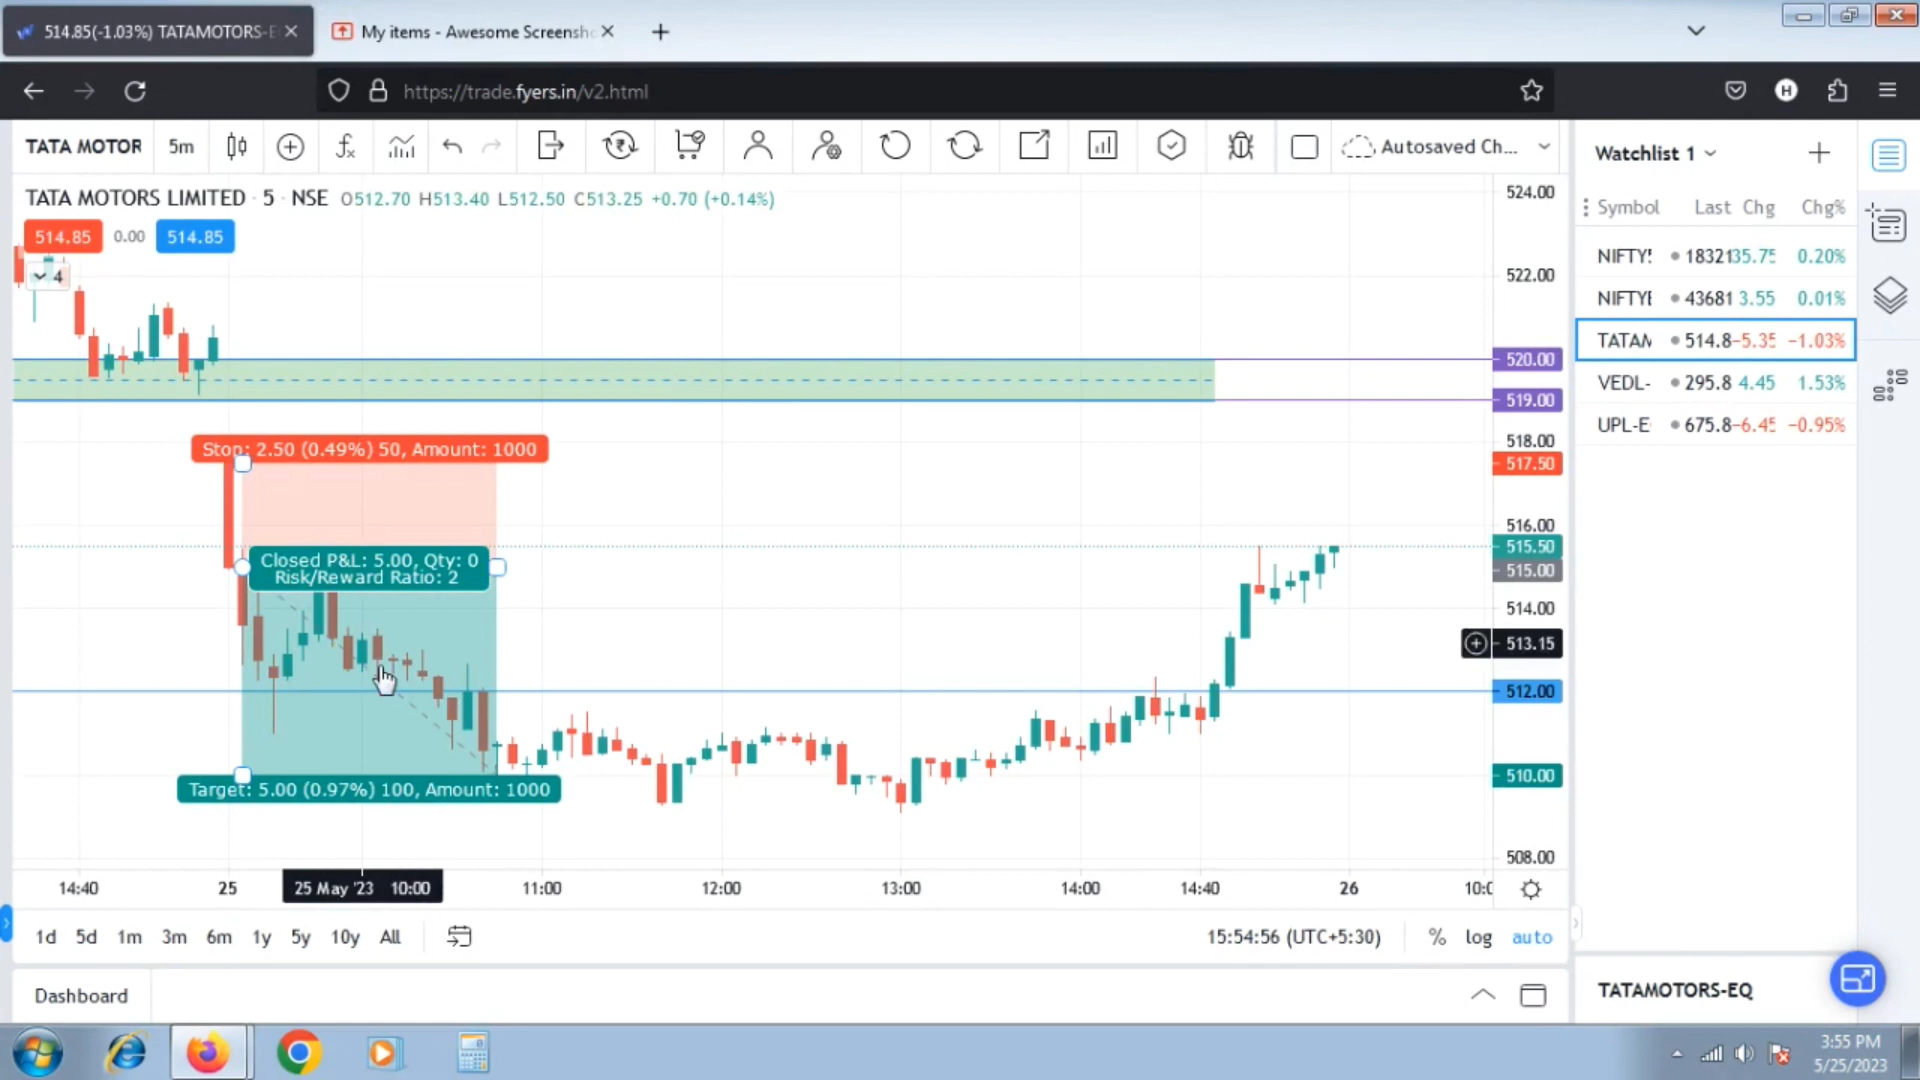 514.85(-1.03%) TATAMOTORS-E
My items - Awesome Screensh
https://trade.fyers.in/v2.html
TATA MOTOR
5m
Autosaved Ch...
TATA MOTORS LIMITED · 5 · NSE O512.70 H513.40 L512.50 C513.25 +0.70 (+0.14%)
514.85 0.00 514.85
4
Stop: 2.50 (0.49%) 50, Amount: 1000
Closed P&L: 5.00, Qty: 0
Risk/Reward Ratio: 2
Target: 5.00 (0.97%) 100, Amount: 1000
524.00
522.00
520.00
519.00
518.00
517.50
516.00
515.50
515.00
514.00
513.15
512.00
510.00
508.00
14:40 25 25 May '23 10:00 11:00 12:00 13:00 14:00 14:40 26 10:0
1d 5d 1m 3m 6m 1y 5y 10y All
15:54:56 (UTC+5:30) % log auto
Dashboard
Watchlist 1
Symbol Last Chg Chg%
NIFTY 18321 35.75 0.20%
NIFTYB 43681 3.55 0.01%
TATAM 514.8 −5.35 −1.03%
VEDL- 295.8 4.45 1.53%
UPL-E 675.8 −6.45 −0.95%
TATAMOTORS-EQ
3:55 PM
5/25/2023